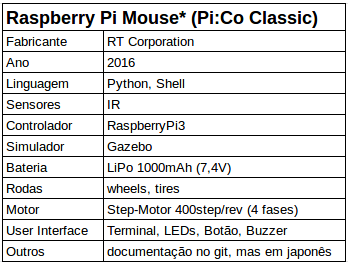 Raspberry Pi Mouse* (Pi:Co Classic)
Fabricante RT Corporation
Ano 2016
Linguagem Python, Shell
Sensores IR
Controlador RaspberryPi3
Simulador Gazebo
Bateria LiPo 1000mAh (7,4V)
Rodas wheels, tires
Motor Step-Motor 400step/rev (4 fases)
User Interface Terminal, LEDs, Botão, Buzzer
Outros documentação no git, mas em japonês